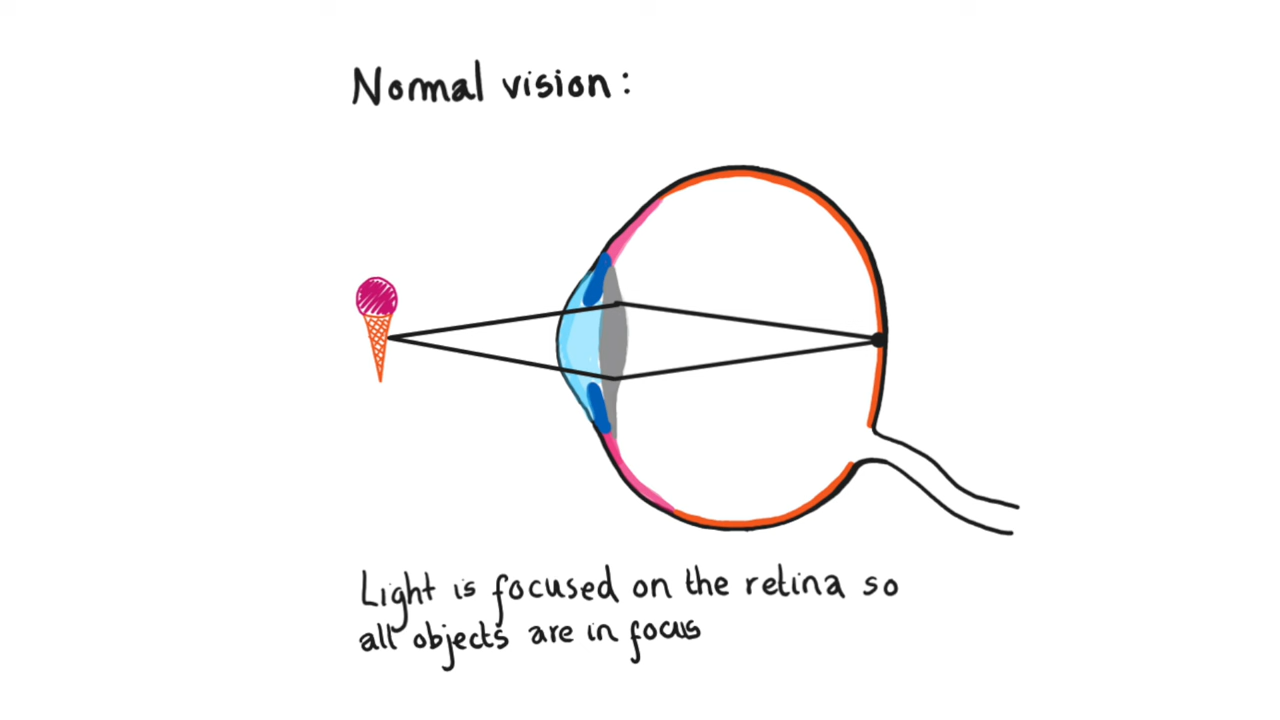 Normal vision:
Light is focused on the retina so
all objects are in focus